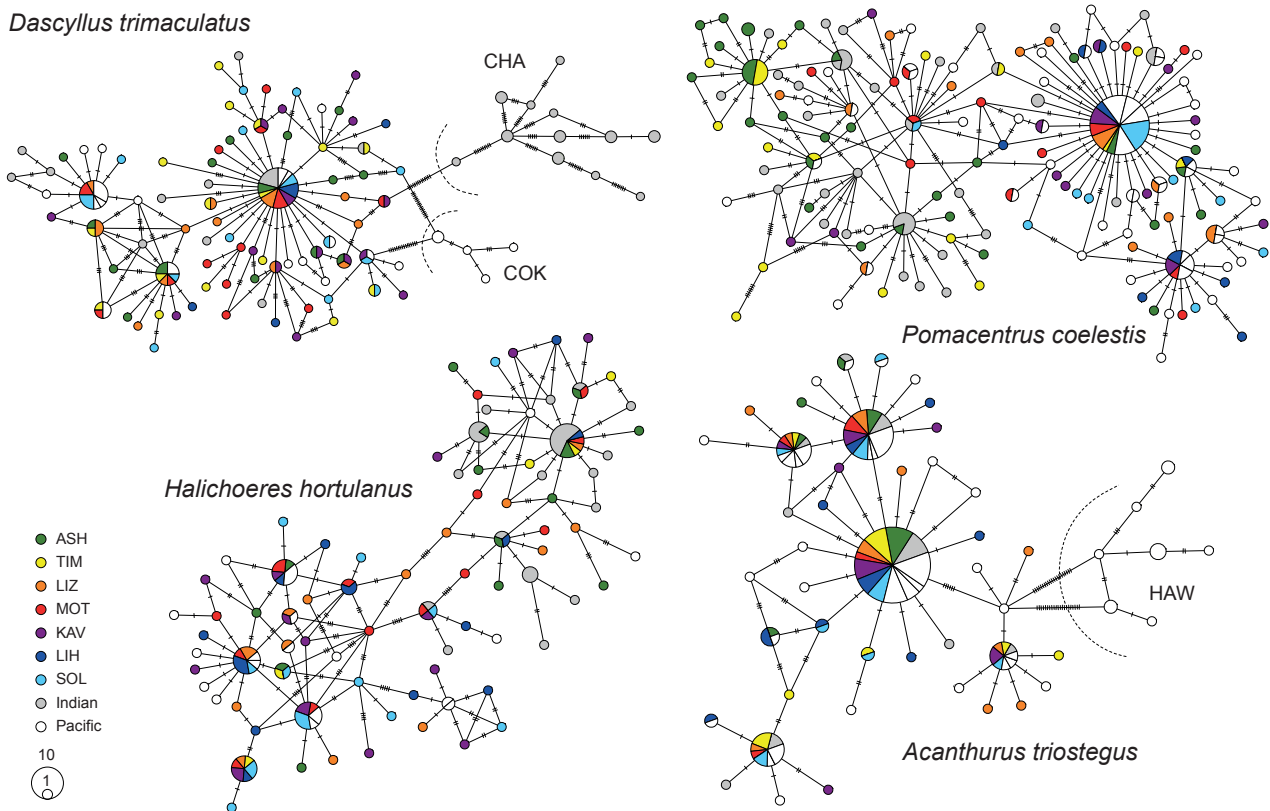 Dascyllus trimaculatus
CHA
COK
Pomacentrus coelestis
Halichoeres hortulanus
HAW
Acanthurus triostegus
ASH
TIM
LIZ
MOT
KAV
LIH
SOL
Indian
Pacific
10
1